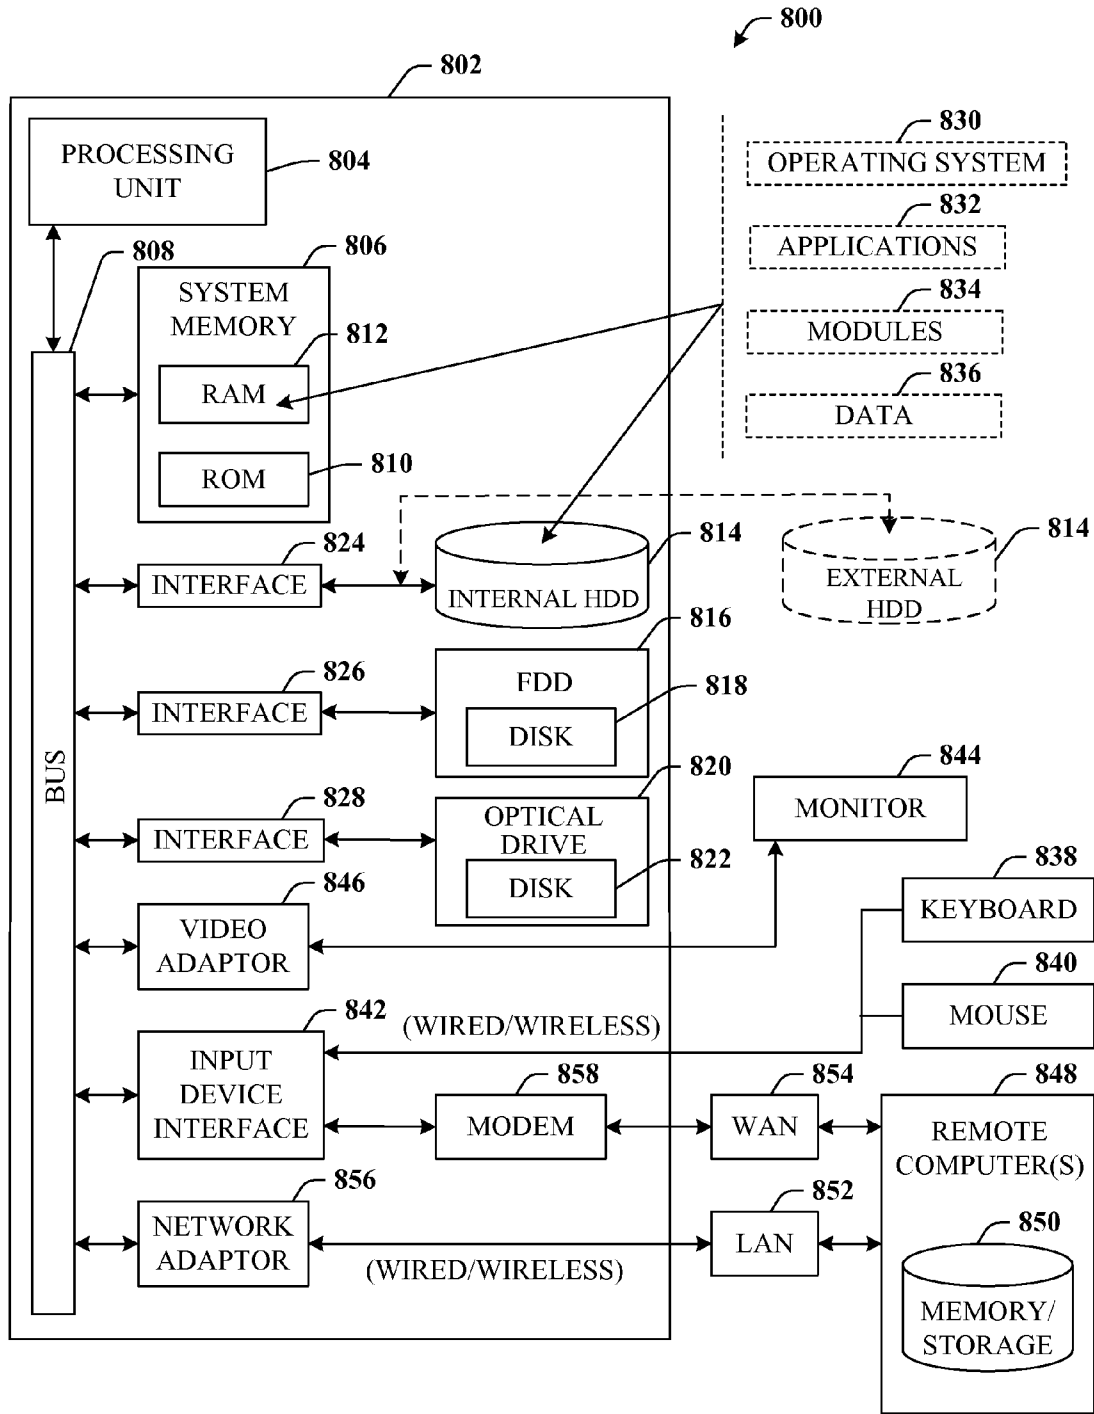 800
802
PROCESSING
UNIT
804
808
806
SYSTEM
MEMORY
812
RAM
810
ROM
830
OPERATING SYSTEM
832
APPLICATIONS
834
MODULES
836
DATA
824
INTERFACE
814
INTERNAL HDD
814
EXTERNAL
HDD
826
INTERFACE
816
FDD
818
DISK
BUS
828
INTERFACE
820
OPTICAL
DRIVE
822
DISK
844
MONITOR
846
VIDEO
ADAPTOR
838
KEYBOARD
840
MOUSE
842
(WIRED/WIRELESS)
INPUT
DEVICE
INTERFACE
858
MODEM
854
WAN
848
REMOTE
COMPUTER(S)
856
NETWORK
ADAPTOR
(WIRED/WIRELESS)
852
LAN
850
MEMORY/
STORAGE